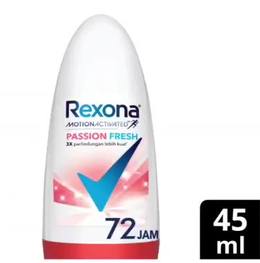 Rexona
MOTIONACTIVATED
PASSION FRESH
3X perlindungan lebih kuat*
72 JAM
45
ml